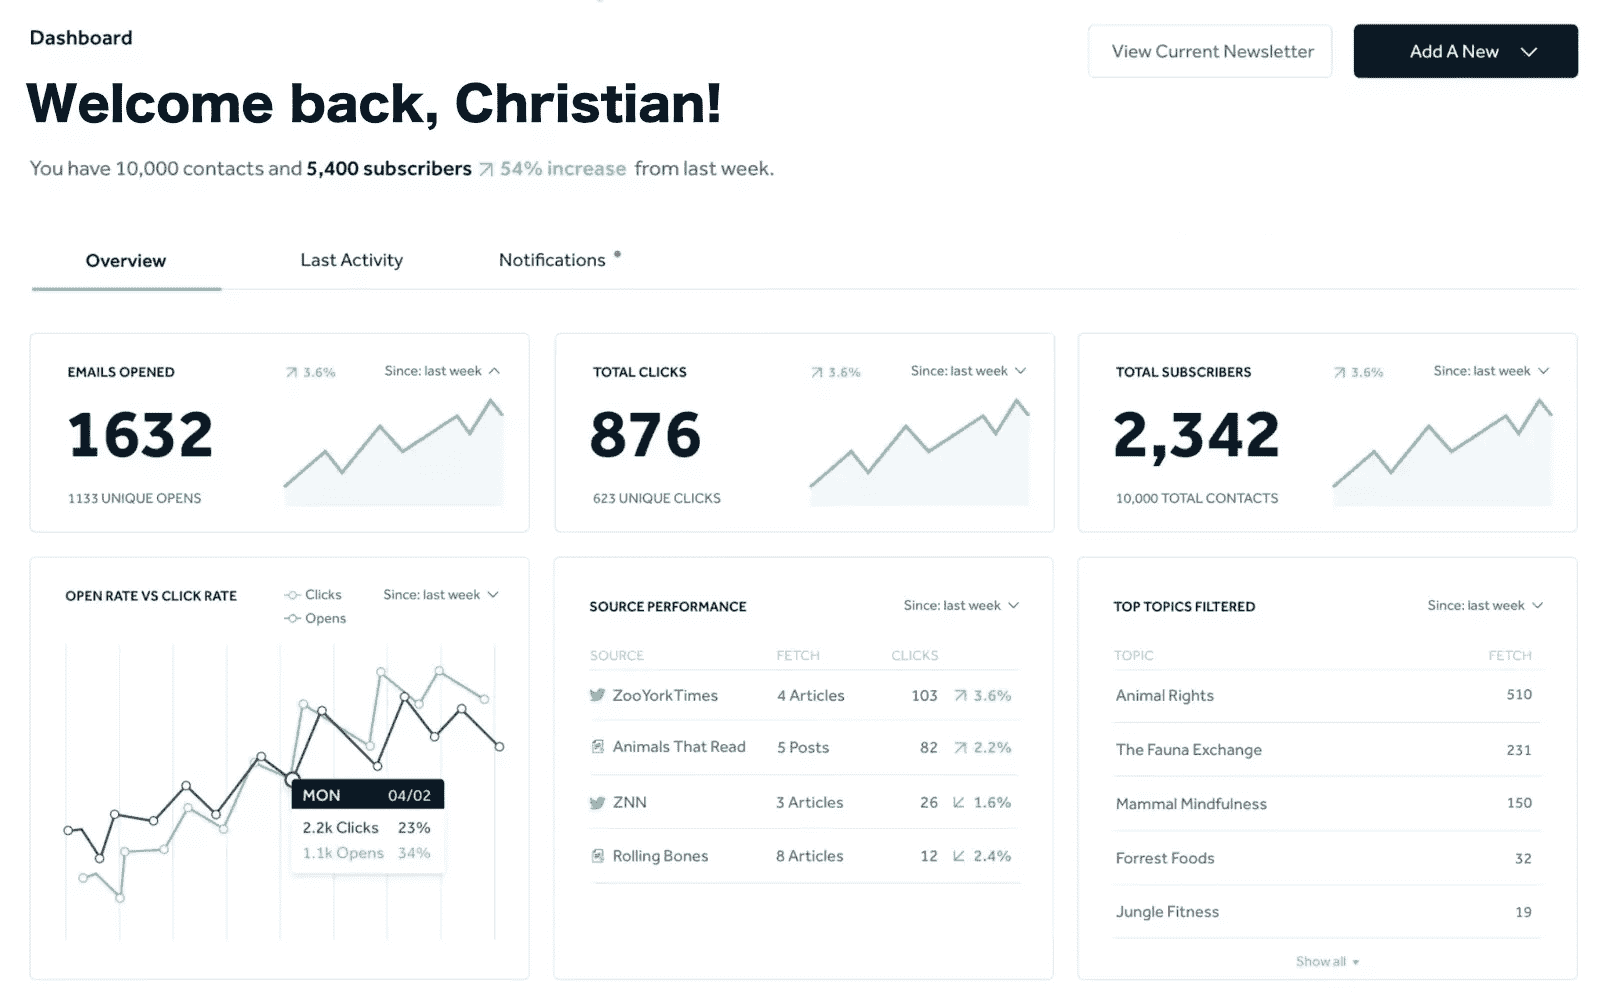 Dashboard
View Current Newsletter
Add A New
Welcome back, Christian!
You have 10,000 contacts and 5,400 subscribers 54% increase from last week.
Overview
Last Activity
Notifications
EMAILS OPENED
3.6%
Since: last week
1632
1133 UNIQUE OPENS
TOTAL CLICKS
3.6%
Since: last week
876
623 UNIQUE CLICKS
TOTAL SUBSCRIBERS
3.6%
Since: last week
2,342
10,000 TOTAL CONTACTS
OPEN RATE VS CLICK RATE
Clicks
Opens
Since: last week
MON 04/02
2.2k Clicks 23%
1.1k Opens 34%
SOURCE PERFORMANCE
Since: last week
SOURCE FETCH CLICKS
ZooYorkTimes 4 Articles 103 3.6%
Animals That Read 5 Posts 82 2.2%
ZNN 3 Articles 26 1.6%
Rolling Bones 8 Articles 12 2.4%
TOP TOPICS FILTERED
Since: last week
TOPIC FETCH
Animal Rights 510
The Fauna Exchange 231
Mammal Mindfulness 150
Forrest Foods 32
Jungle Fitness 19
Show all